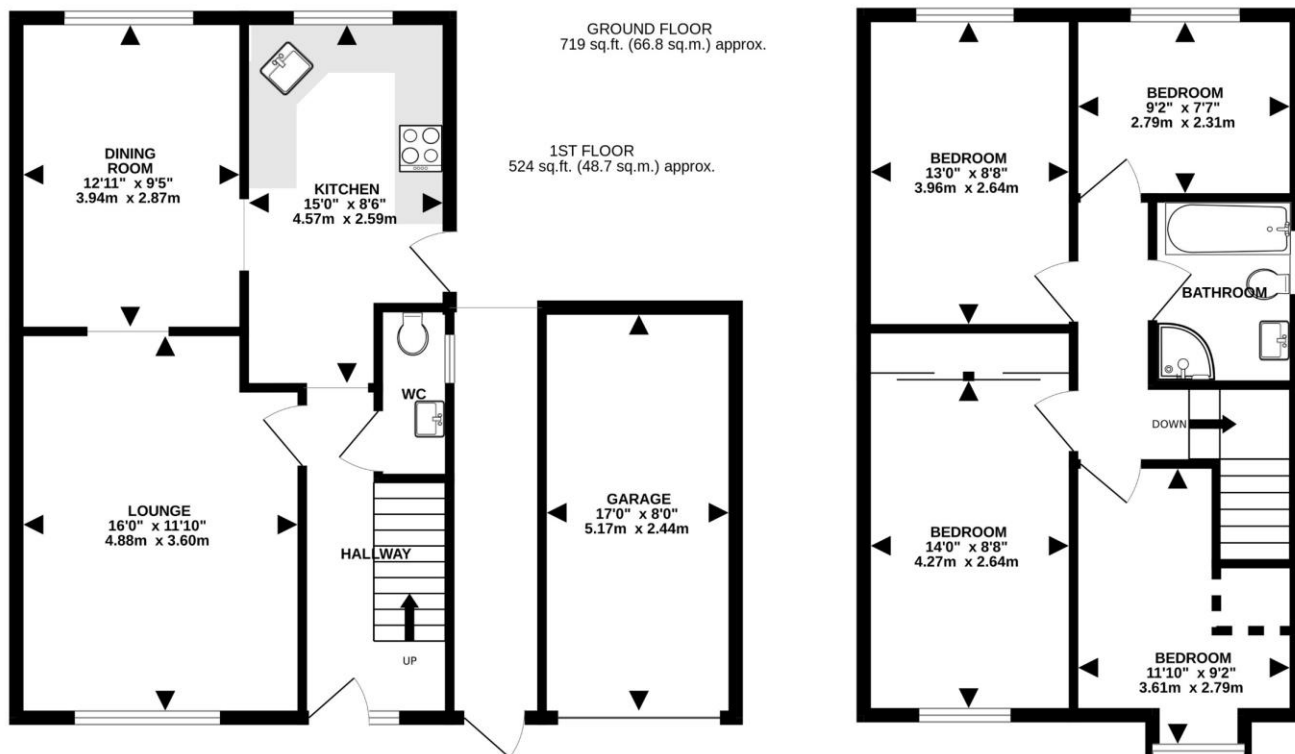 GROUND FLOOR
719 sq.ft. (66.8 sq.m.) approx.
1ST FLOOR
524 sq.ft. (48.7 sq.m.) approx.
DINING
ROOM
12'11" x 9'5"
3.94m x 2.87m
KITCHEN
15'0" x 8'6"
4.57m x 2.59m
WC
LOUNGE
16'0" x 11'10"
4.88m x 3.60m
HALLWAY
UP
GARAGE
17'0" x 8'0"
5.17m x 2.44m
BEDROOM
13'0" x 8'8"
3.96m x 2.64m
BEDROOM
9'2" x 7'7"
2.79m x 2.31m
BATHROOM
DOWN
BEDROOM
14'0" x 8'8"
4.27m x 2.64m
BEDROOM
11'10" x 9'2"
3.61m x 2.79m